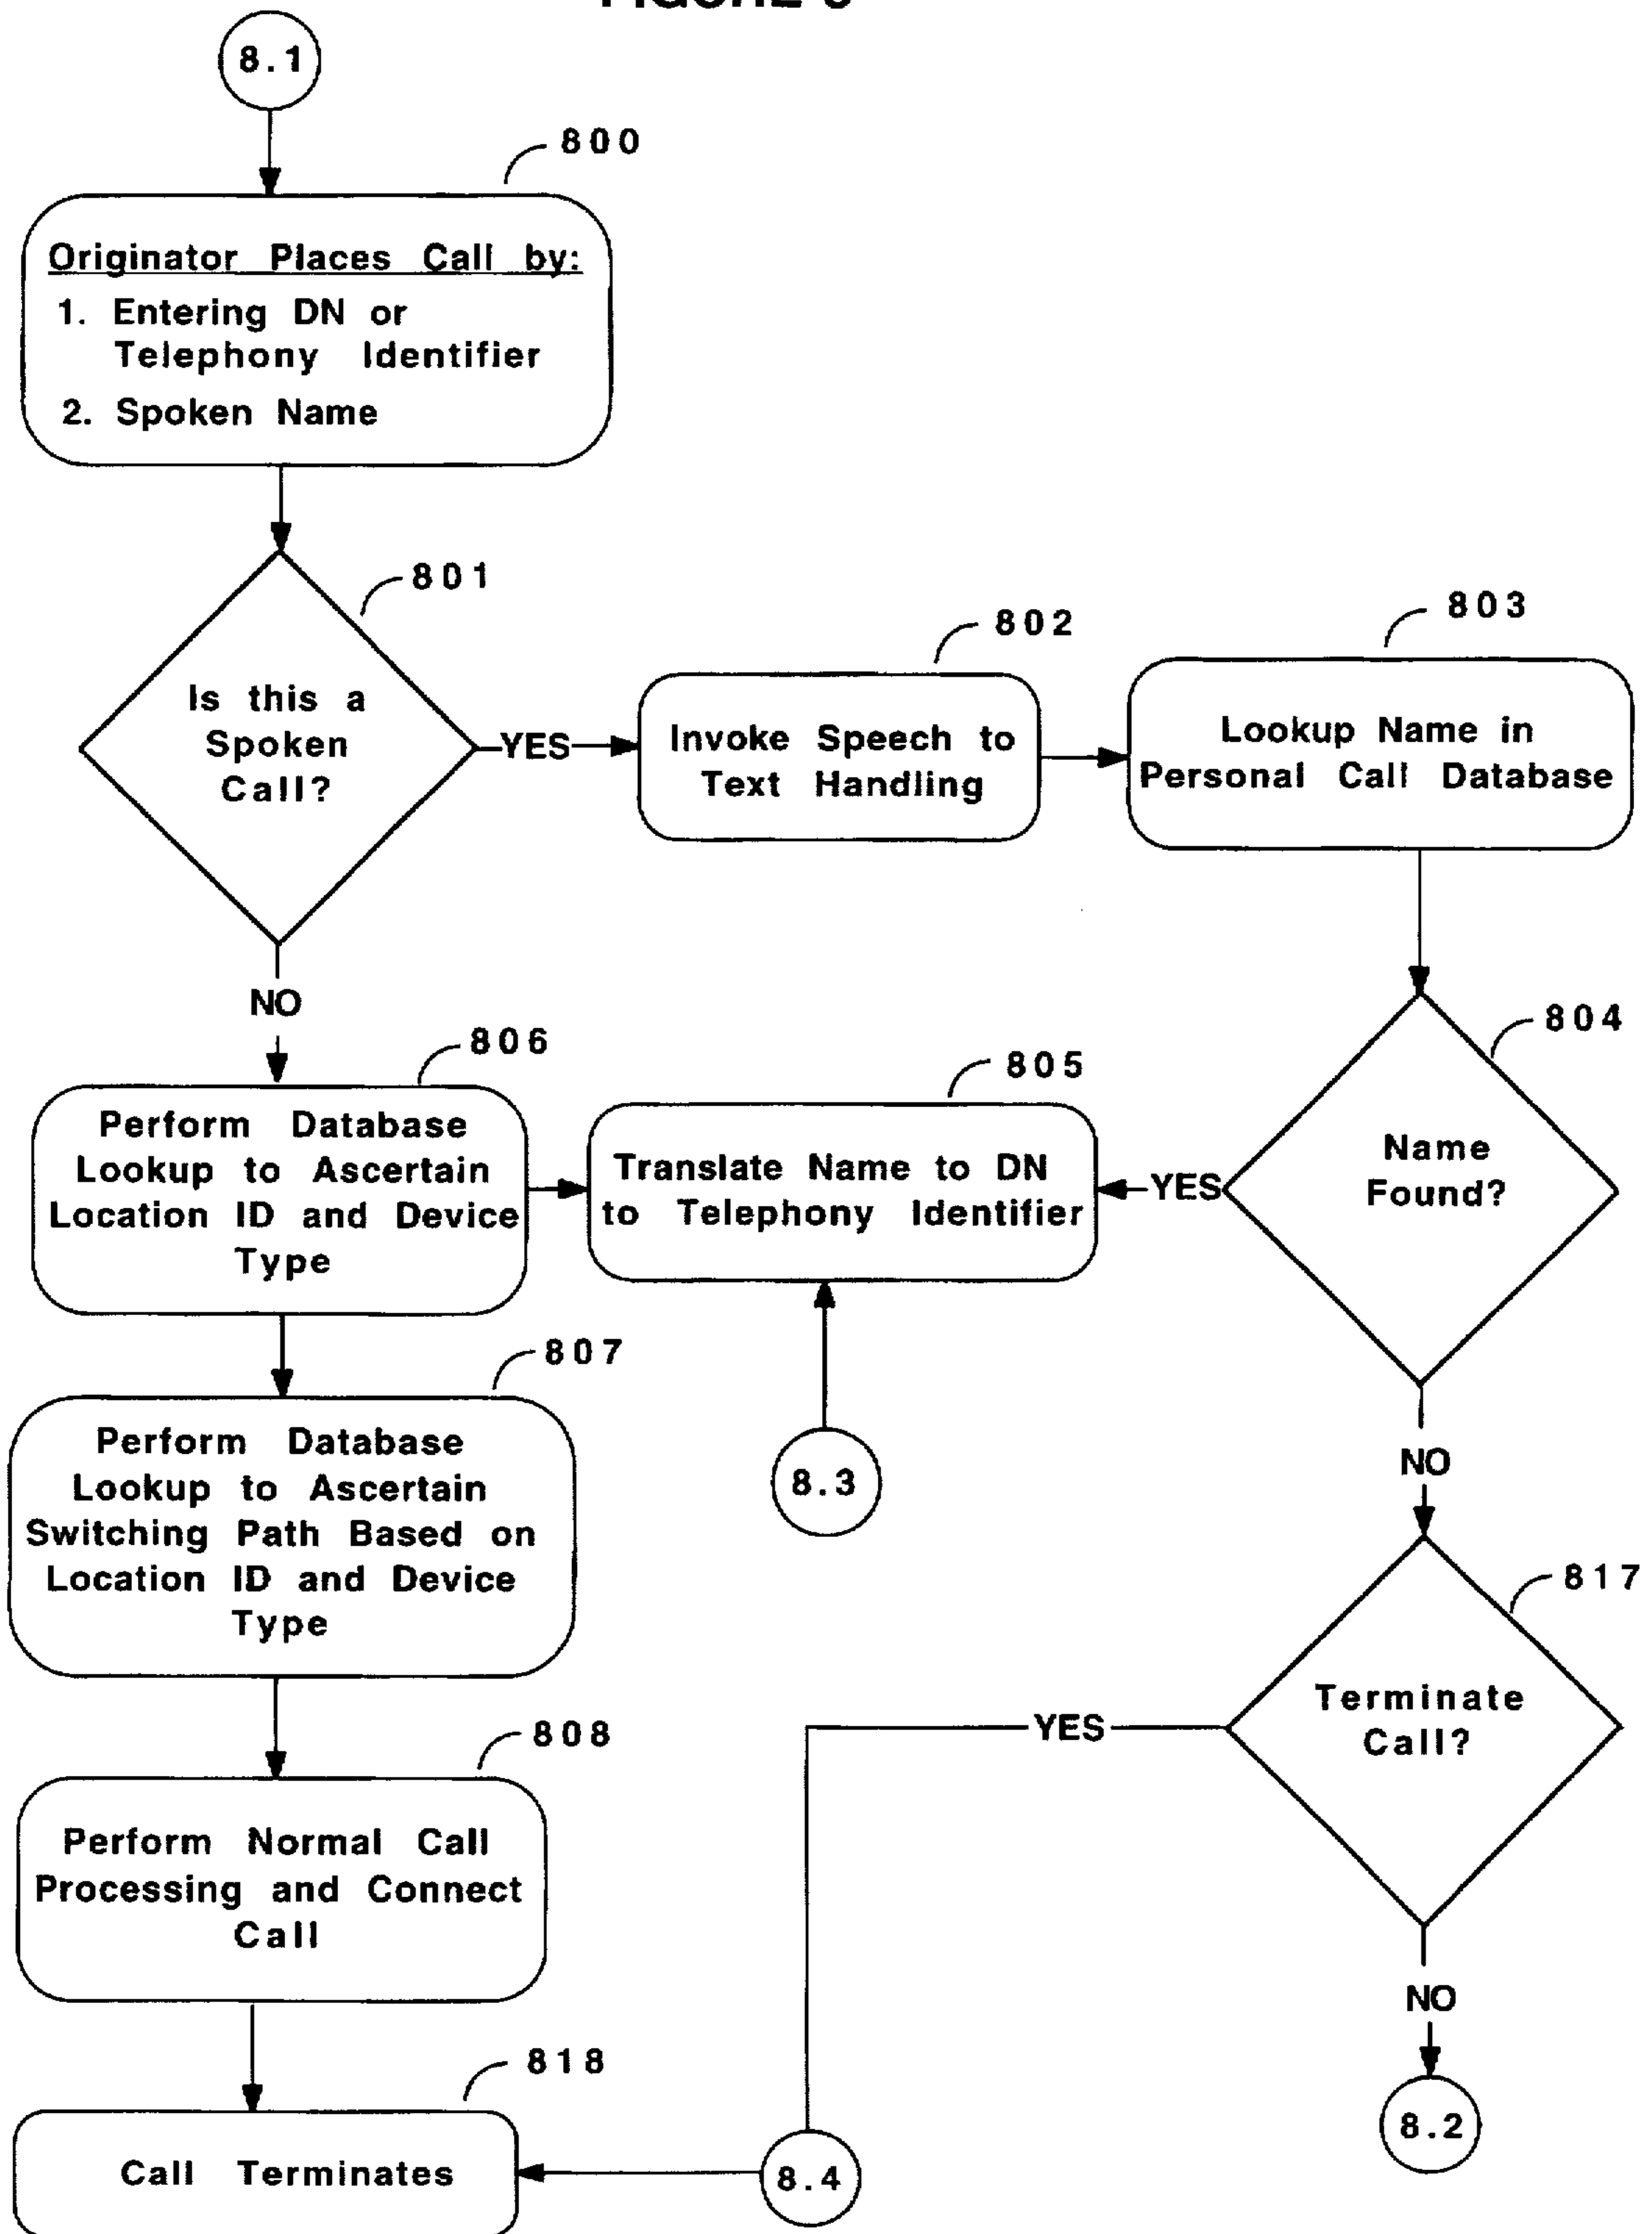 8.1
800
Originator Places Call by:
1. Entering DN or
Telephony Identifier
2. Spoken Name
801
Is this a
Spoken
Call?
YES
802
Invoke Speech to
Text Handling
803
Lookup Name in
Personal Call Database
NO
804
Name
Found?
YES
805
Translate Name to DN
to Telephony Identifier
806
Perform Database
Lookup to Ascertain
Location ID and Device
Type
8.3
NO
807
Perform Database
Lookup to Ascertain
Switching Path Based on
Location ID and Device
Type
817
Terminate
Call?
YES
808
Perform Normal Call
Processing and Connect
Call
NO
8.2
818
Call Terminates
8.4